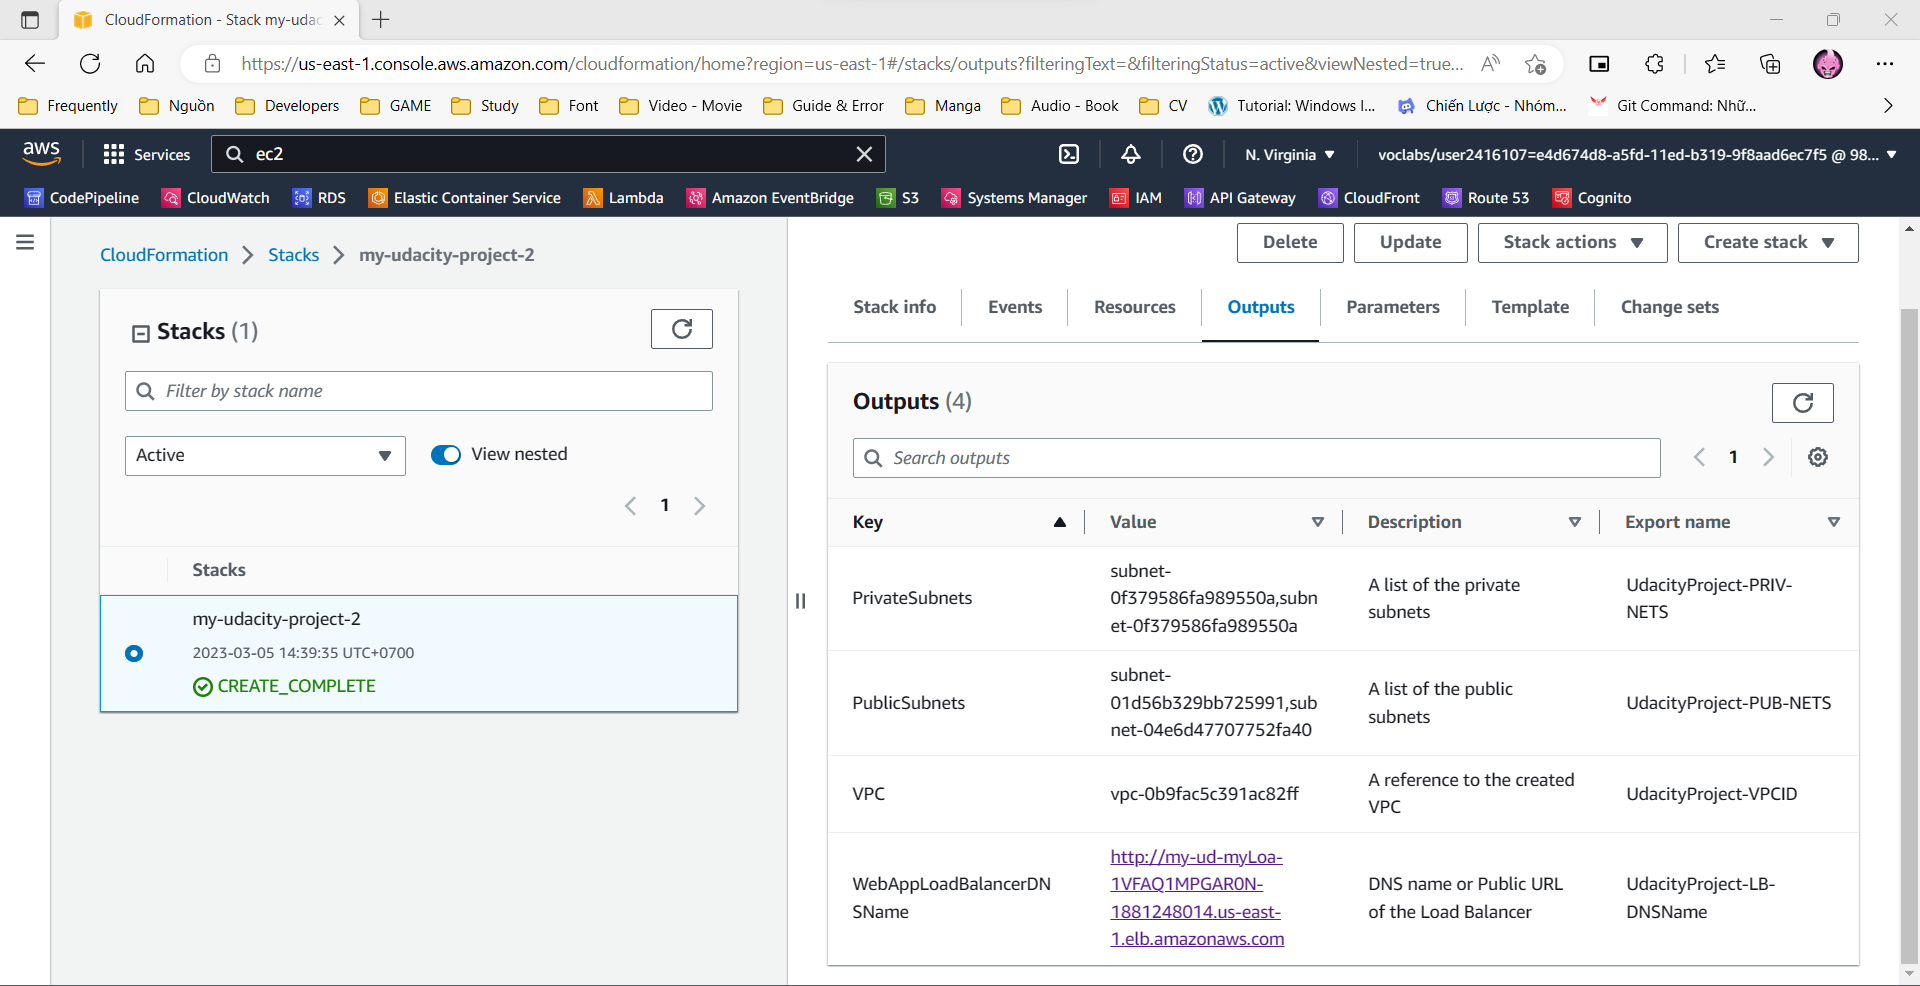 CloudFormation - Stack my-udac
https://us-east-1.console.aws.amazon.com/cloudformation/home?region=us-east-1#/stacks/outputs?filteringText=&filteringStatus=active&viewNested=true...
Frequently
Nguồn
Developers
GAME
Study
Font
Video - Movie
Guide & Error
Manga
Audio - Book
CV
Tutorial: Windows I...
Chiến Lược - Nhóm...
Git Command: Nhữ...
aws
Services
ec2
N. Virginia
voclabs/user2416107=e4d674d8-a5fd-11ed-b319-9f8aad6ec7f5 @ 98...
CodePipeline
CloudWatch
RDS
Elastic Container Service
Lambda
Amazon EventBridge
S3
Systems Manager
IAM
API Gateway
CloudFront
Route 53
Cognito
CloudFormation
Stacks
my-udacity-project-2
Stacks (1)
Filter by stack name
Active
View nested
1
Stacks
my-udacity-project-2
2023-03-05 14:39:35 UTC+0700
CREATE_COMPLETE
Delete
Update
Stack actions
Create stack
Stack info
Events
Resources
Outputs
Parameters
Template
Change sets
Outputs (4)
Search outputs
1
Key
Value
Description
Export name
PrivateSubnets
subnet-
0f379586fa989550a,subn
et-0f379586fa989550a
A list of the private
subnets
UdacityProject-PRIV-
NETS
PublicSubnets
subnet-
01d56b329bb725991,sub
net-04e6d47707752fa40
A list of the public
subnets
UdacityProject-PUB-NETS
VPC
vpc-0b9fac5c391ac82ff
A reference to the created
VPC
UdacityProject-VPCID
WebAppLoadBalancerDN
SName
http://my-ud-myLoa-
1VFAQ1MPGAR0N-
1881248014.us-east-
1.elb.amazonaws.com
DNS name or Public URL
of the Load Balancer
UdacityProject-LB-
DNSName